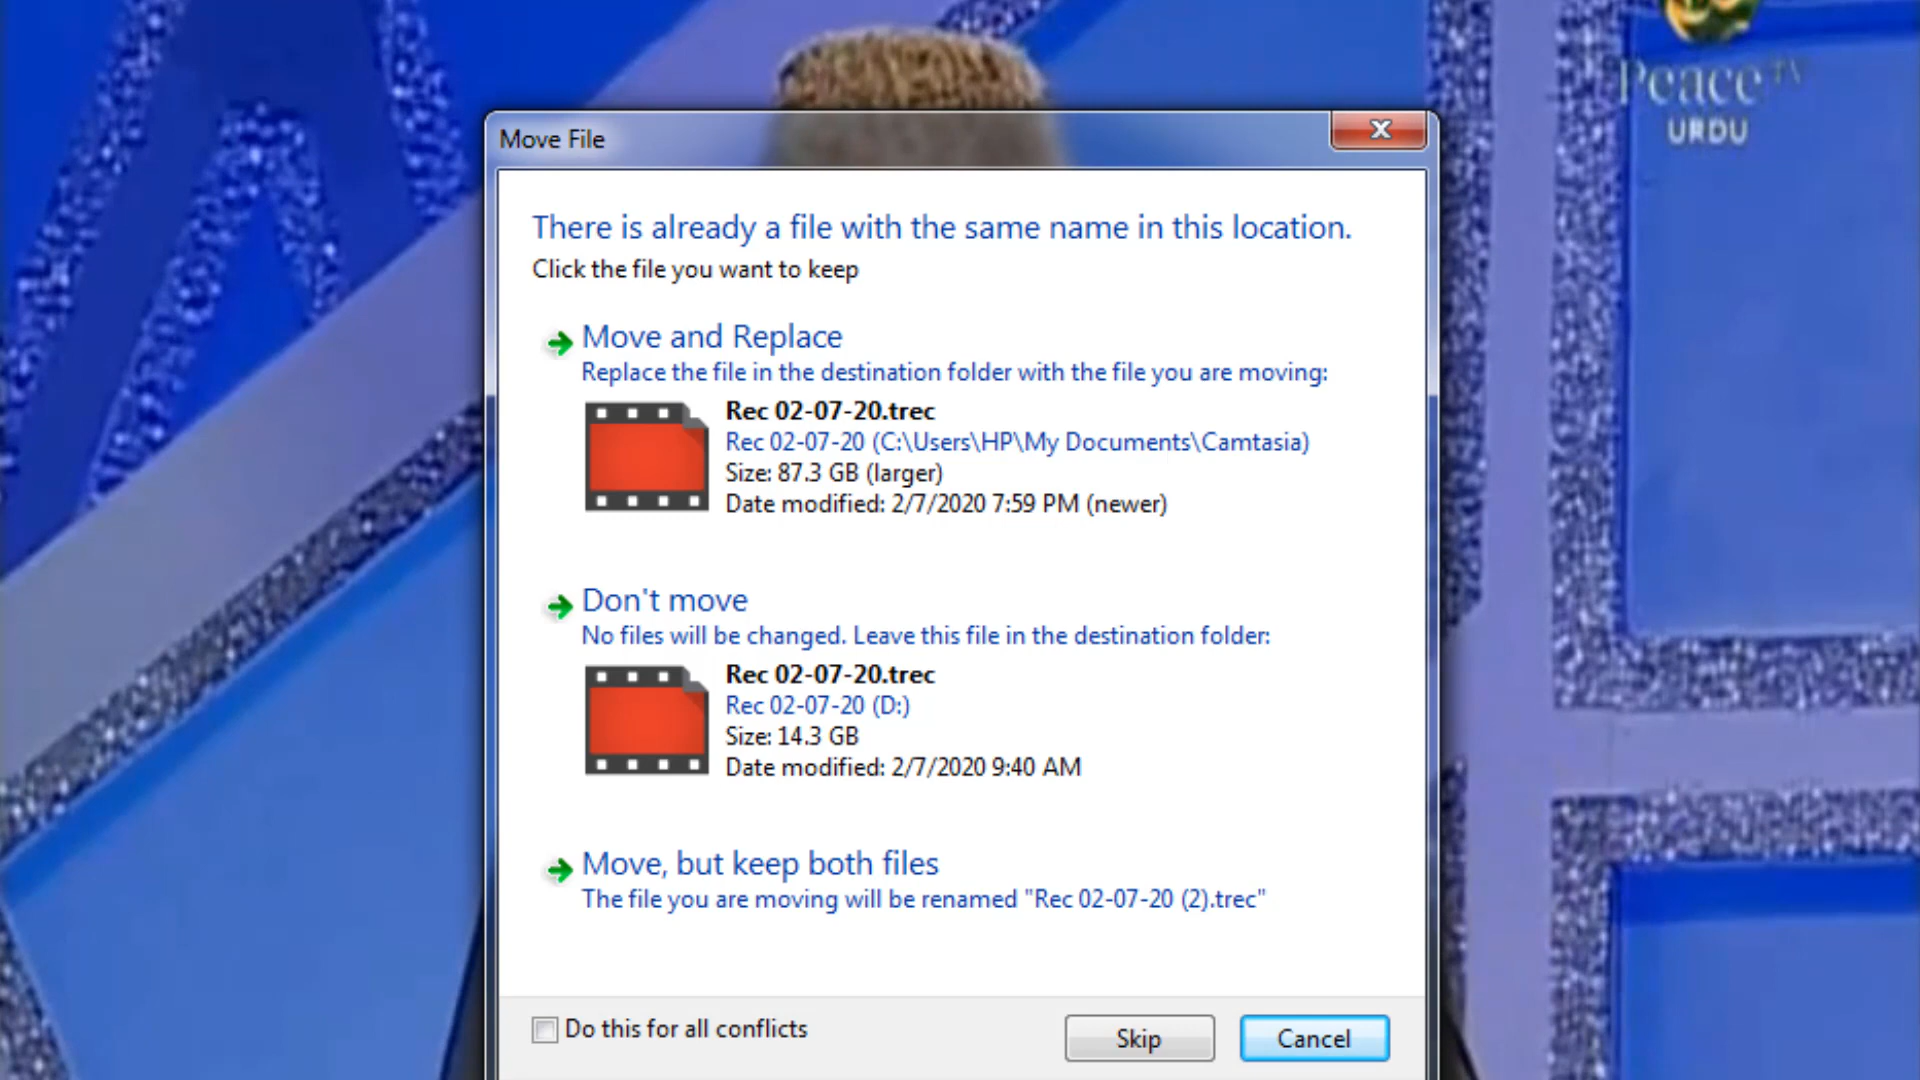 Peace TV
URDU
Move File
There is already a file with the same name in this location.
Click the file you want to keep
Move and Replace
Replace the file in the destination folder with the file you are moving:
Rec 02-07-20.trec
Rec 02-07-20 (C:\Users\HP\My Documents\Camtasia)
Size: 87.3 GB (larger)
Date modified: 2/7/2020 7:59 PM (newer)
Don't move
No files will be changed. Leave this file in the destination folder:
Rec 02-07-20.trec
Rec 02-07-20 (D:)
Size: 14.3 GB
Date modified: 2/7/2020 9:40 AM
Move, but keep both files
The file you are moving will be renamed "Rec 02-07-20 (2).trec"
Do this for all conflicts
Skip
Cancel